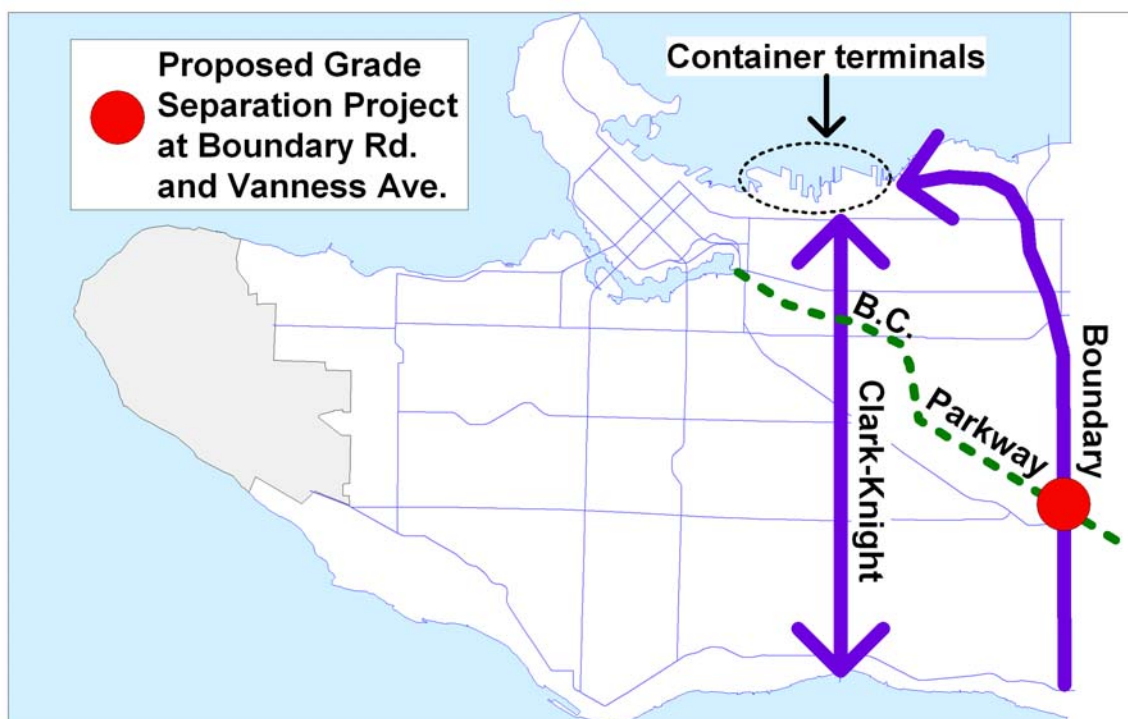 Proposed Grade
Separation Project
at Boundary Rd.
and Vanness Ave.
Container terminals
B.C.
Parkway
Boundary
Clark-Knight